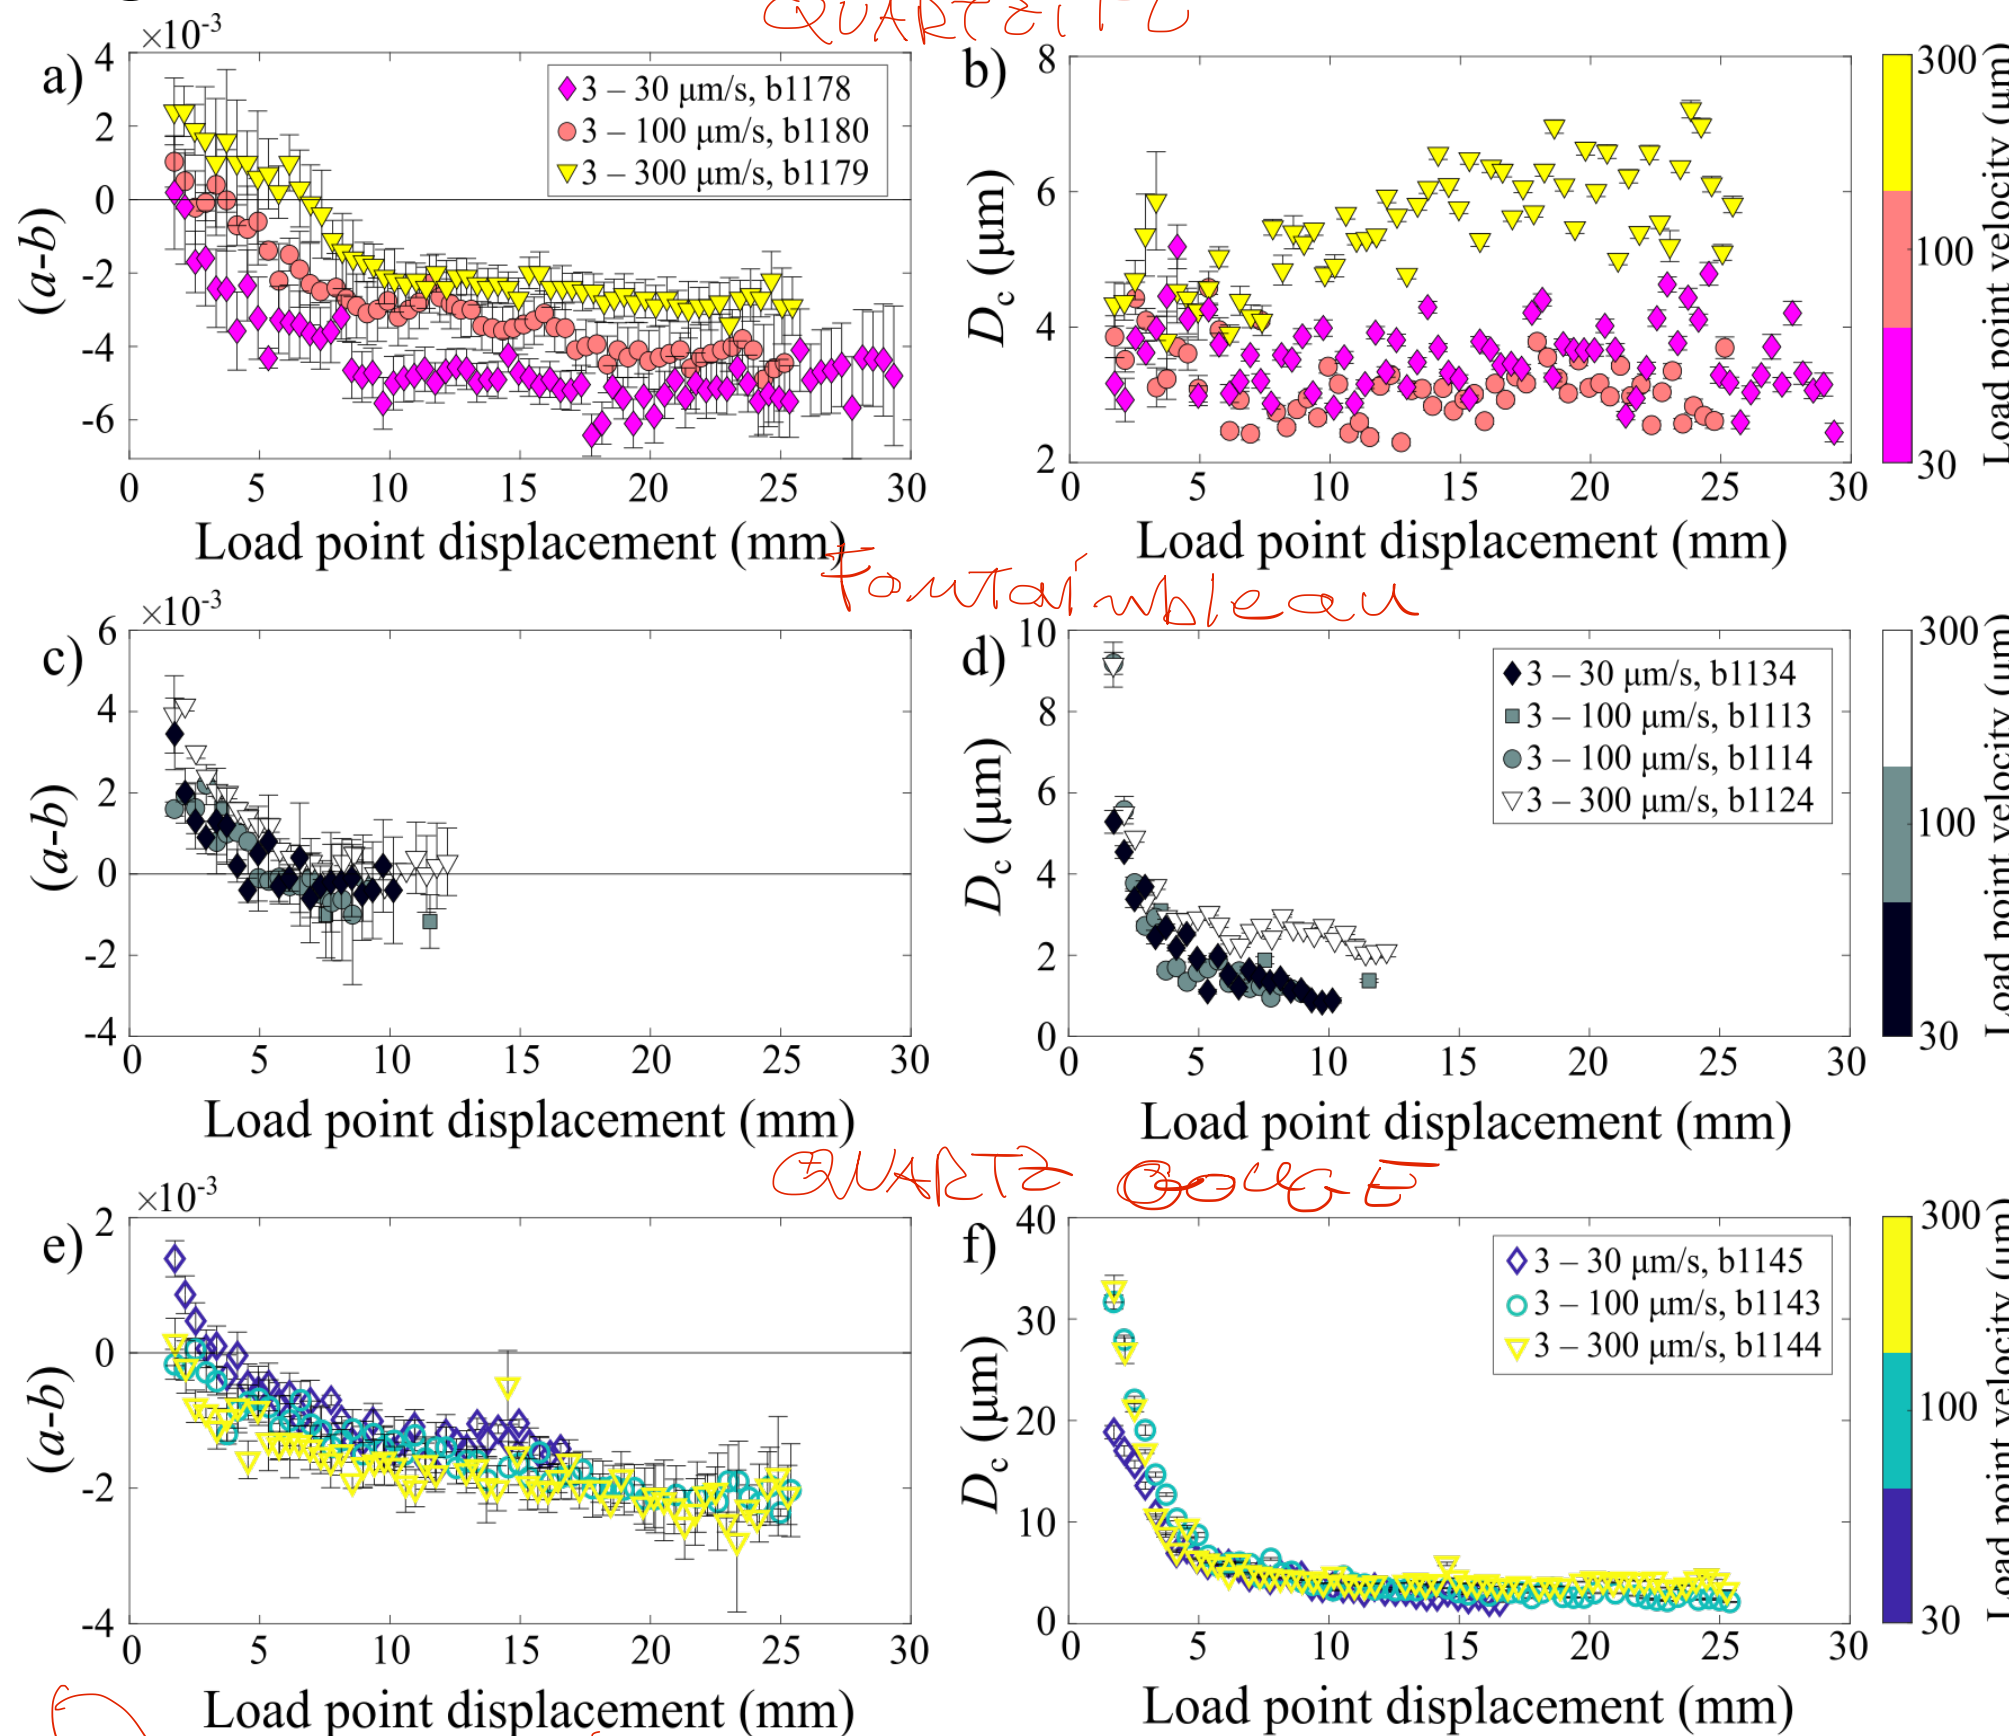 QUARTZITE
×10⁻³
a)
4
2
0
-2
-4
-6
(a-b)
3 – 30 μm/s, b1178
3 – 100 μm/s, b1180
3 – 300 μm/s, b1179
0 5 10 15 20 25 30
Load point displacement (mm)
b)
8
6
4
2
Dc (μm)
0 5 10 15 20 25 30
Load point displacement (mm)
300
100
30
Load point velocity (μm)
Fontainbleau
×10⁻³
c)
6
4
2
0
-2
-4
(a-b)
0 5 10 15 20 25 30
Load point displacement (mm)
d)
10
8
6
4
2
0
Dc (μm)
3 – 30 μm/s, b1134
3 – 100 μm/s, b1113
3 – 100 μm/s, b1114
3 – 300 μm/s, b1124
0 5 10 15 20 25 30
Load point displacement (mm)
300
100
30
Load point velocity (μm)
QUARTZ GOUGE
×10⁻³
e)
2
0
-2
-4
(a-b)
0 5 10 15 20 25 30
Load point displacement (mm)
f)
40
30
20
10
0
Dc (μm)
3 – 30 μm/s, b1145
3 – 100 μm/s, b1143
3 – 300 μm/s, b1144
0 5 10 15 20 25 30
Load point displacement (mm)
300
100
30
Load point velocity (μm)